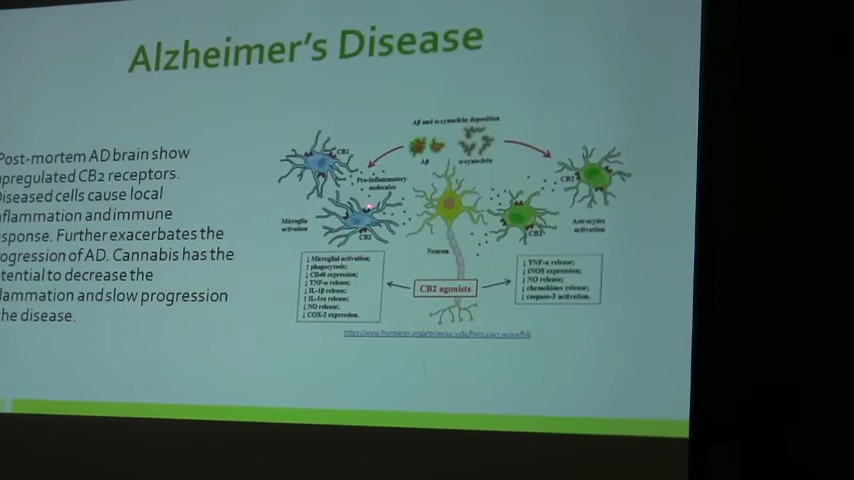 Alzheimer's Disease
Post-mortem AD brain show
upregulated CB2 receptors.
Diseased cells cause local
nflammation and immune
esponse. Further exacerbates the
ogression of AD. Cannabis has the
tential to decrease the
lammation and slow progression
he disease.
Aβ and α-synuclein deposition
Aβ
α-synuclein
CB2
Pro-inflammatory
molecules
Microglia
activation
CB2
Neuron
CB2
CB2
Astrocytes
activation
↓ Microglial activation;
↑ phagocytosis;
↓ CD40 expression;
↓ TNF-α release;
↓ IL-1β release;
↑ IL-1ra release;
↓ NO release;
↓ COX-2 expression.
CB2 agonists
↓ TNF-α release;
↓ iNOS expression;
↓ NO release;
↓ chemokines release;
↓ caspase-3 activation.